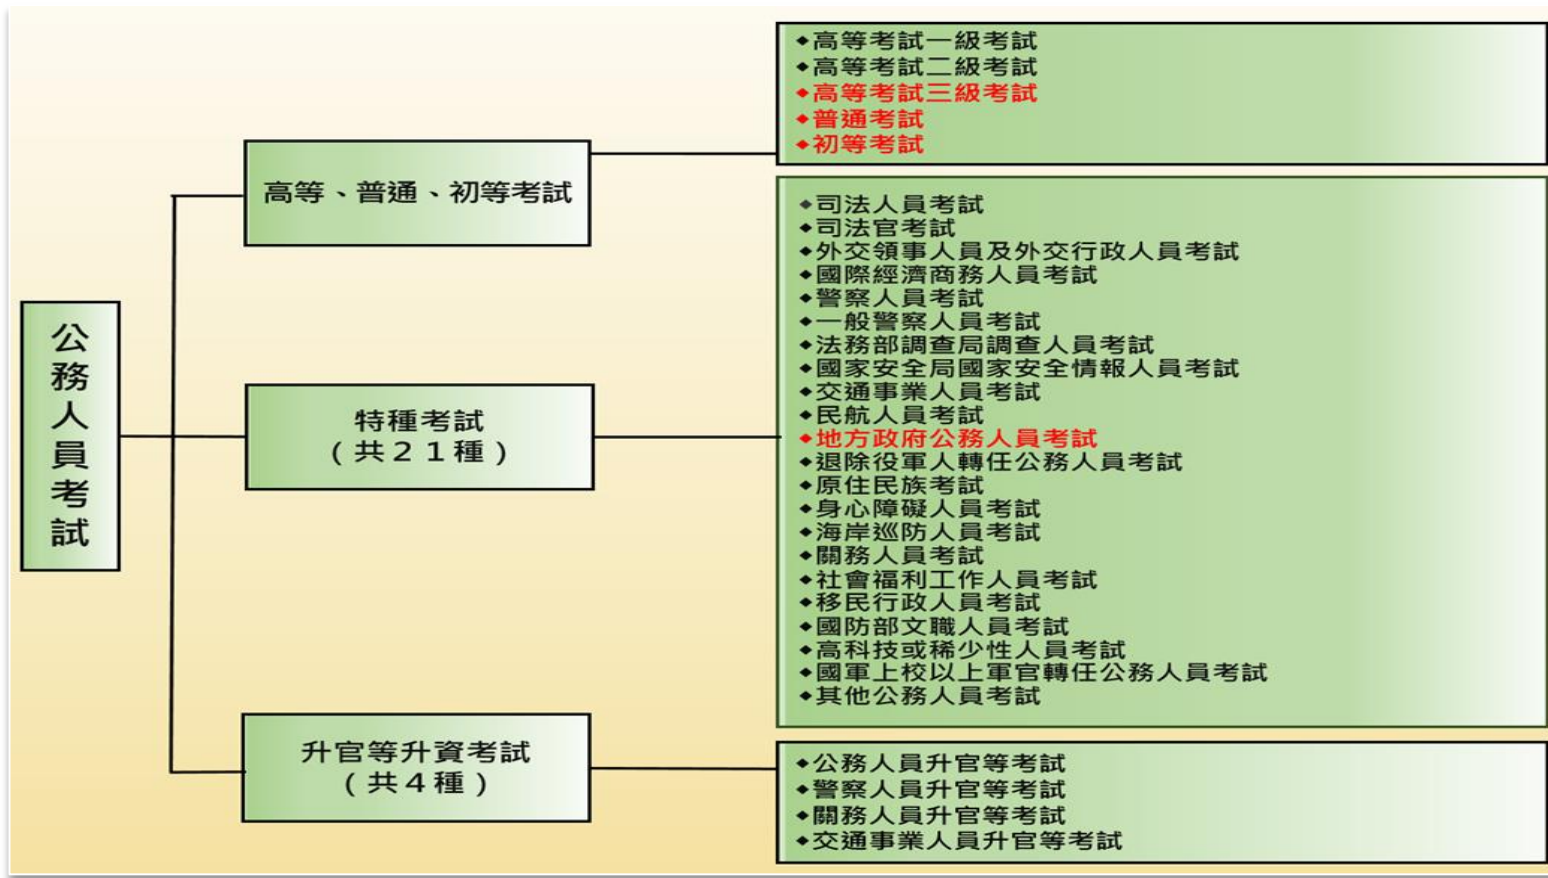 公務人員考試
高等、普通、初等考試
◆高等考試一級考試
◆高等考試二級考試
◆高等考試三級考試
◆普通考試
◆初等考試
特種考試
（共２１種）
◆司法人員考試
◆司法官考試
◆外交領事人員及外交行政人員考試
◆國際經濟商務人員考試
◆警察人員考試
◆一般警察人員考試
◆法務部調查局調查人員考試
◆國家安全局國家安全情報人員考試
◆交通事業人員考試
◆民航人員考試
◆地方政府公務人員考試
◆退除役軍人轉任公務人員考試
◆原住民族考試
◆身心障礙人員考試
◆海岸巡防人員考試
◆關務人員考試
◆社會福利工作人員考試
◆移民行政人員考試
◆國防部文職人員考試
◆高科技或稀少性人員考試
◆國軍上校以上軍官轉任公務人員考試
◆其他公務人員考試
升官等升資考試
（共４種）
◆公務人員升官等考試
◆警察人員升官等考試
◆關務人員升官等考試
◆交通事業人員升官等考試